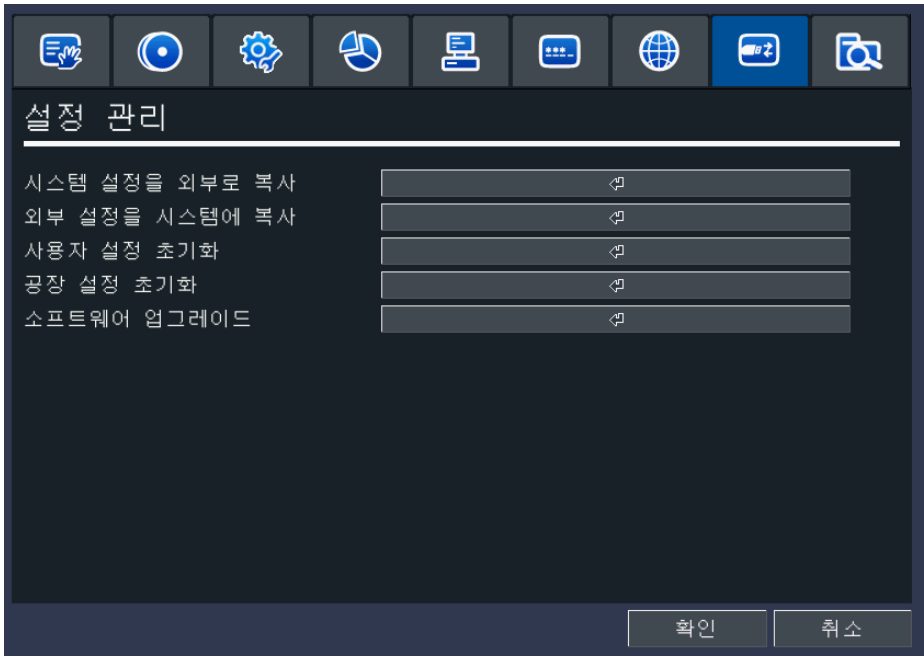 설정 관리
시스템 설정을 외부로 복사
외부 설정을 시스템에 복사
사용자 설정 초기화
공장 설정 초기화
소프트웨어 업그레이드
확인
취소